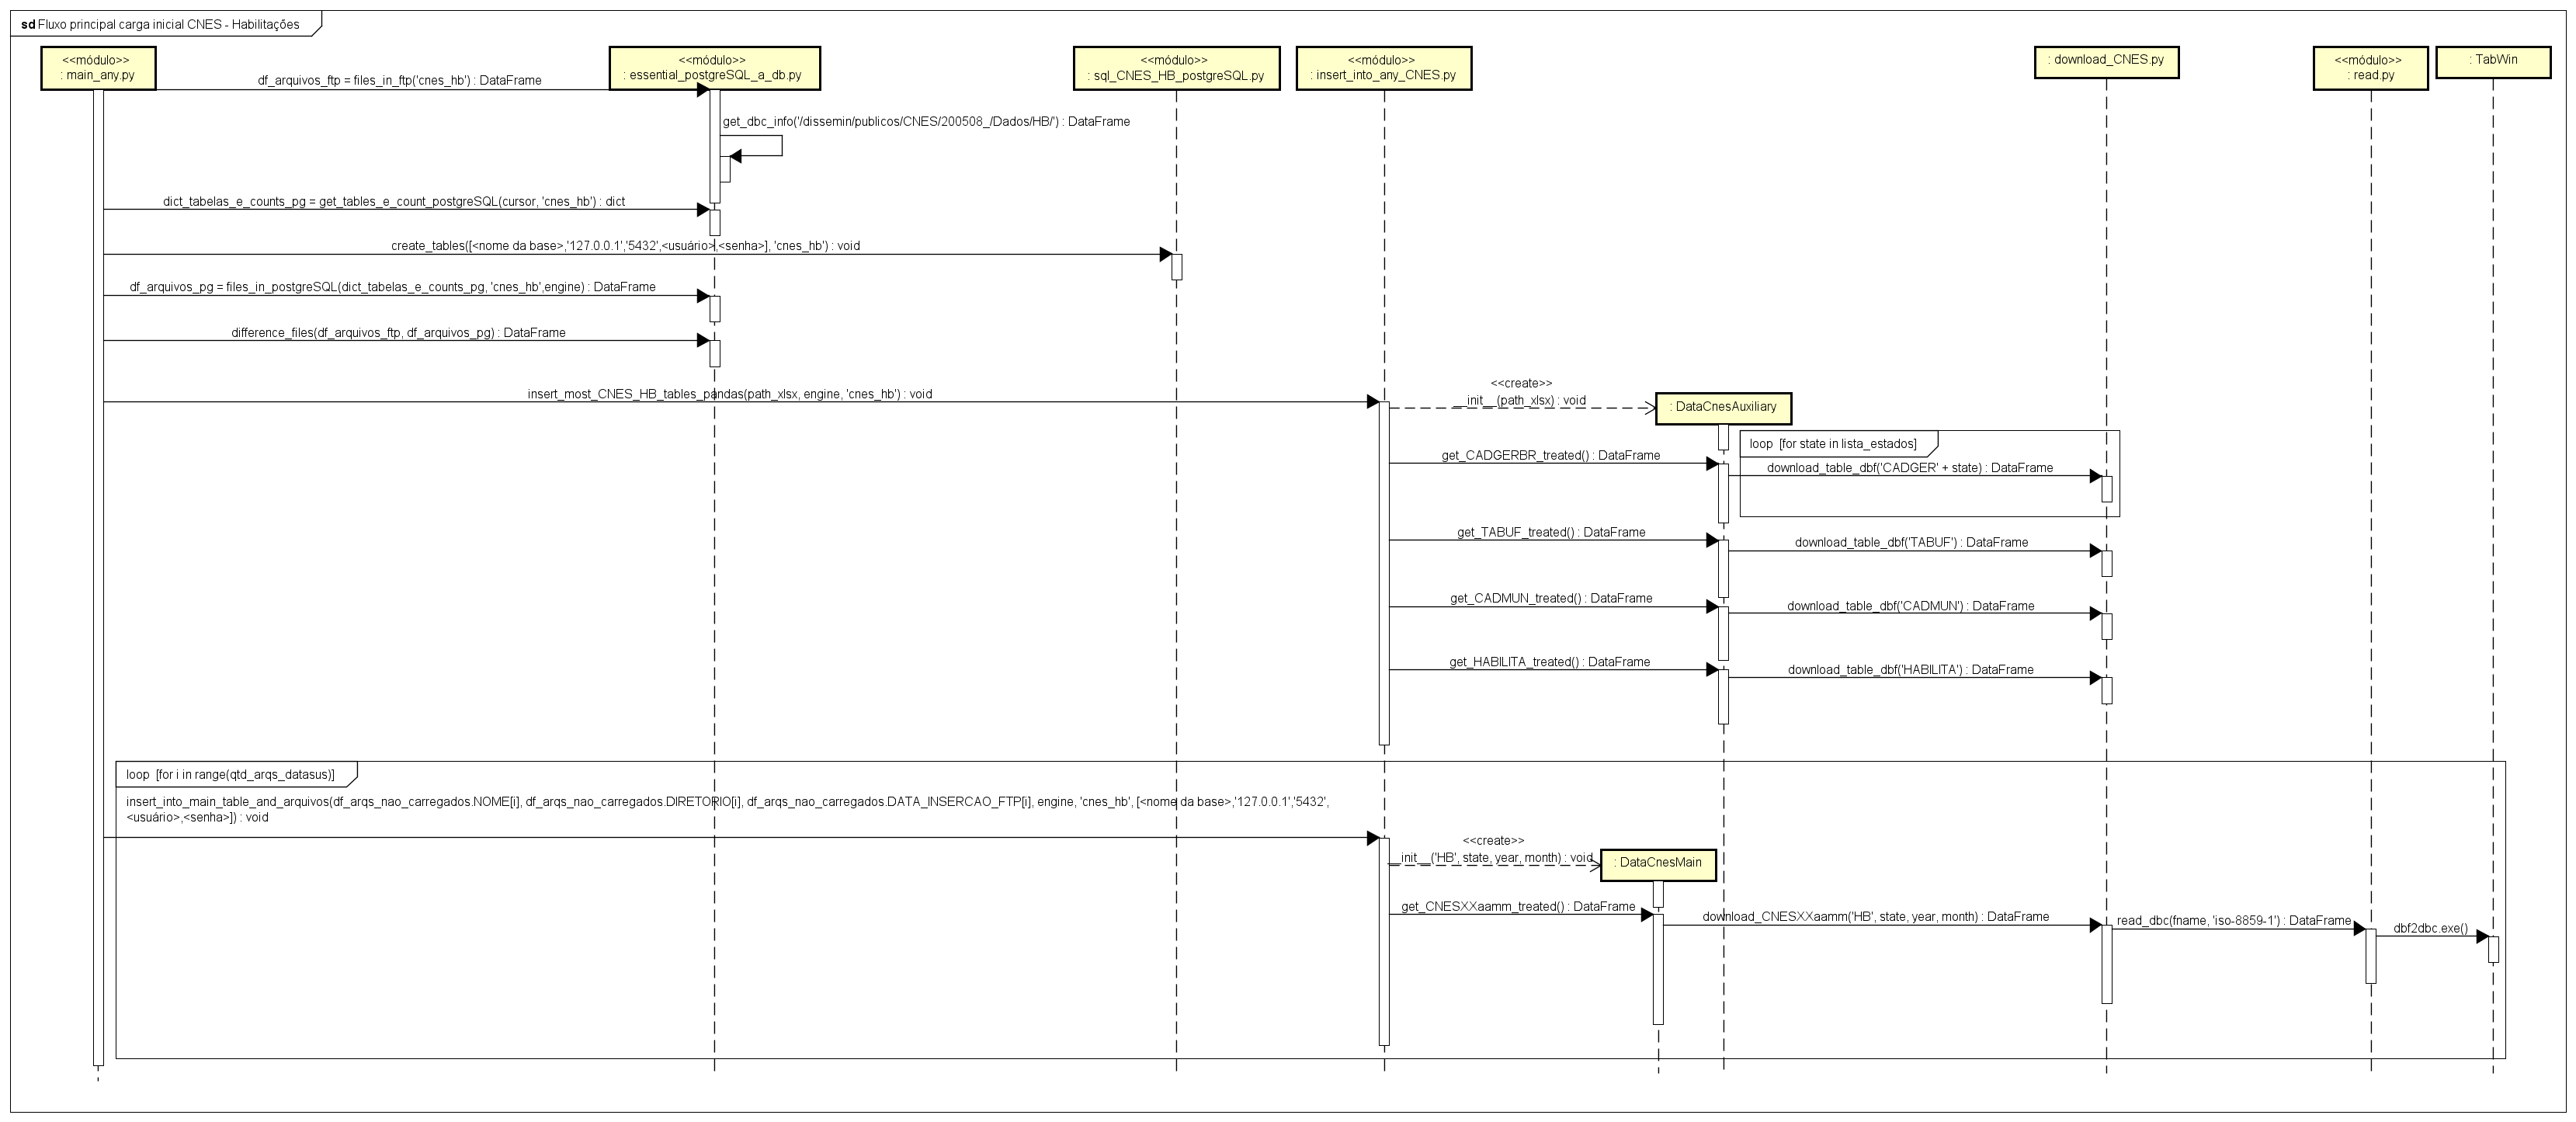 sd Fluxo principal carga inicial CNES - Habilitações
<<módulo>>
: main_any.py
<<módulo>>
: essential_postgreSQL_a_db.py
<<módulo>>
: sql_CNES_HB_postgreSQL.py
<<módulo>>
: insert_into_any_CNES.py
: download_CNES.py
<<módulo>>
: read.py
: TabWin
df_arquivos_ftp = files_in_ftp('cnes_hb') : DataFrame
get_dbc_info('/dissemin/publicos/CNES/200508_/Dados/HB/') : DataFrame
dict_tabelas_e_counts_pg = get_tables_e_count_postgreSQL(cursor, 'cnes_hb') : dict
create_tables([<nome da base>,'127.0.0.1','5432',<usuário>,<senha>], 'cnes_hb') : void
df_arquivos_pg = files_in_postgreSQL(dict_tabelas_e_counts_pg, 'cnes_hb',engine) : DataFrame
difference_files(df_arquivos_ftp, df_arquivos_pg) : DataFrame
insert_most_CNES_HB_tables_pandas(path_xlsx, engine, 'cnes_hb') : void
<<create>>
__init__(path_xlsx) : void
: DataCnesAuxiliary
loop [for state in lista_estados]
get_CADGERBR_treated() : DataFrame
download_table_dbf('CADGER' + state) : DataFrame
get_TABUF_treated() : DataFrame
download_table_dbf('TABUF') : DataFrame
get_CADMUN_treated() : DataFrame
download_table_dbf('CADMUN') : DataFrame
get_HABILITA_treated() : DataFrame
download_table_dbf('HABILITA') : DataFrame
loop [for i in range(qtd_arqs_datasus)]
insert_into_main_table_and_arquivos(df_arqs_nao_carregados.NOME[i], df_arqs_nao_carregados.DIRETORIO[i], df_arqs_nao_carregados.DATA_INSERCAO_FTP[i], engine, 'cnes_hb', [<nome da base>,'127.0.0.1','5432',
<usuário>,<senha>]) : void
<<create>>
__init__('HB', state, year, month) : void
: DataCnesMain
get_CNESXXaamm_treated() : DataFrame
download_CNESXXaamm('HB', state, year, month) : DataFrame
read_dbc(fname, 'iso-8859-1') : DataFrame
dbf2dbc.exe()